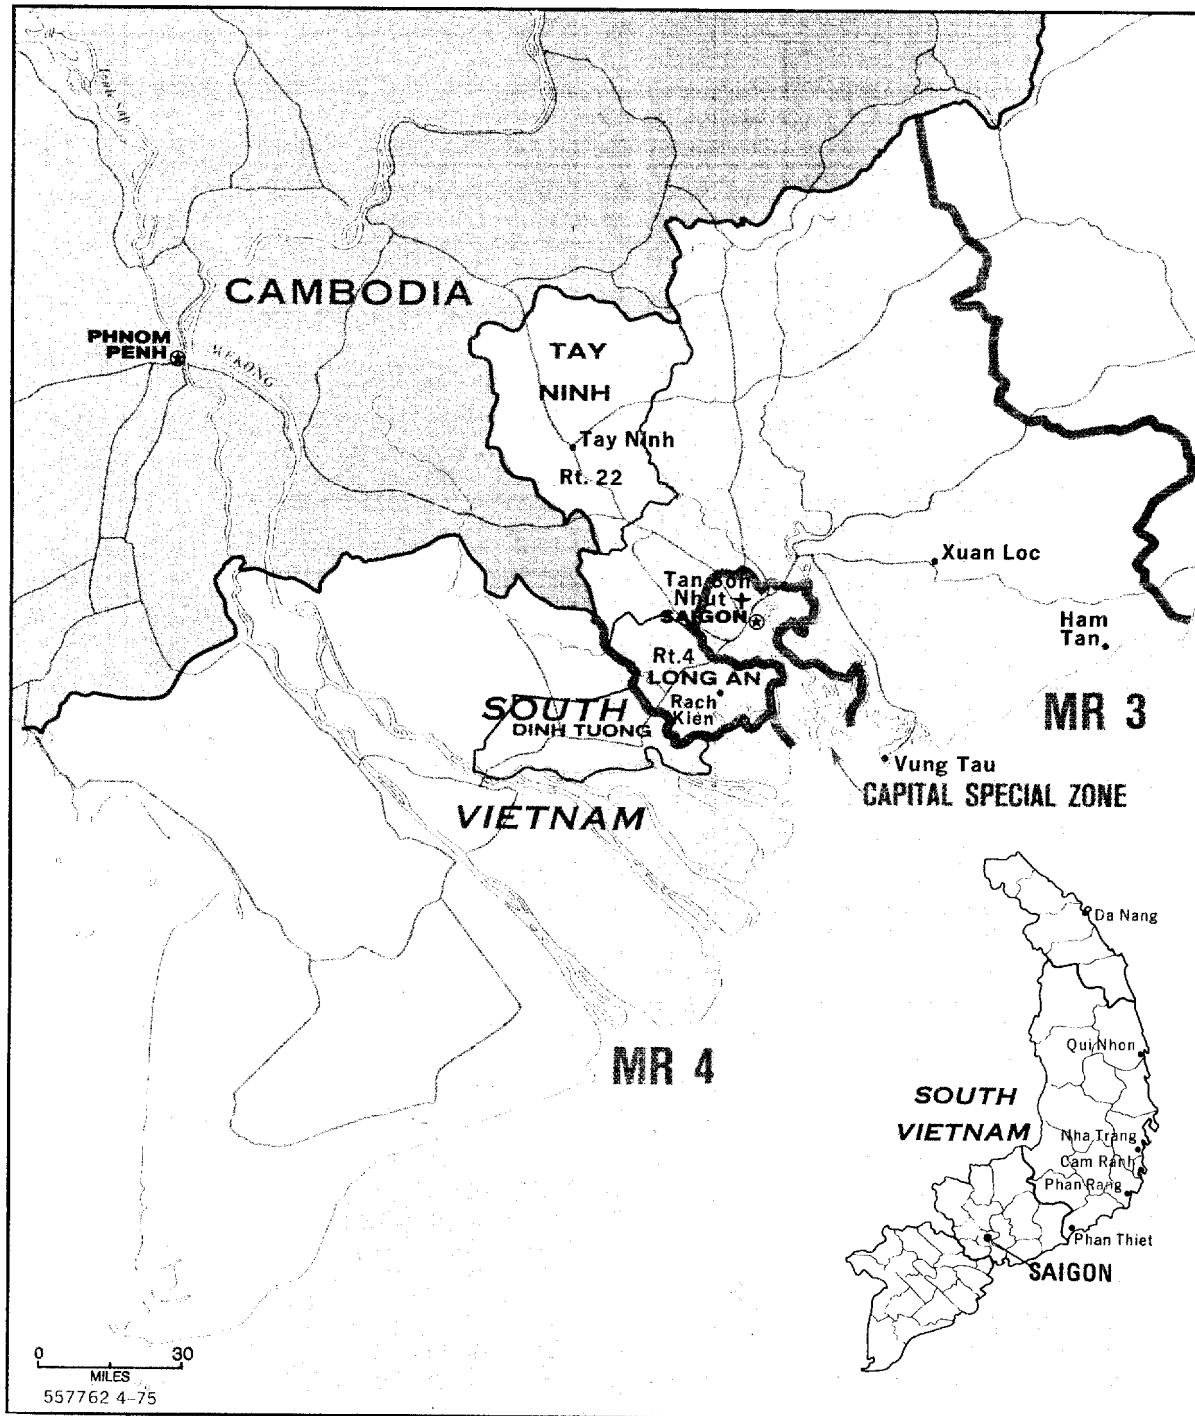 Tonle Sap
CAMBODIA
PHNOM
PENH
MEKONG
TAY
NINH
Tay Ninh
Rt. 22
Xuan Loc
Tan Son
Nhut
SAIGON
Ham
Tan
Rt.4
LONG AN
Rach
Kien
SOUTH
DINH TUONG
MR 3
Vung Tau
CAPITAL SPECIAL ZONE
VIETNAM
MR 4
Da Nang
Qui Nhon
SOUTH
VIETNAM
Nha Trang
Cam Ranh
Phan Rang
Phan Thiet
SAIGON
0 30
MILES
557762 4-75